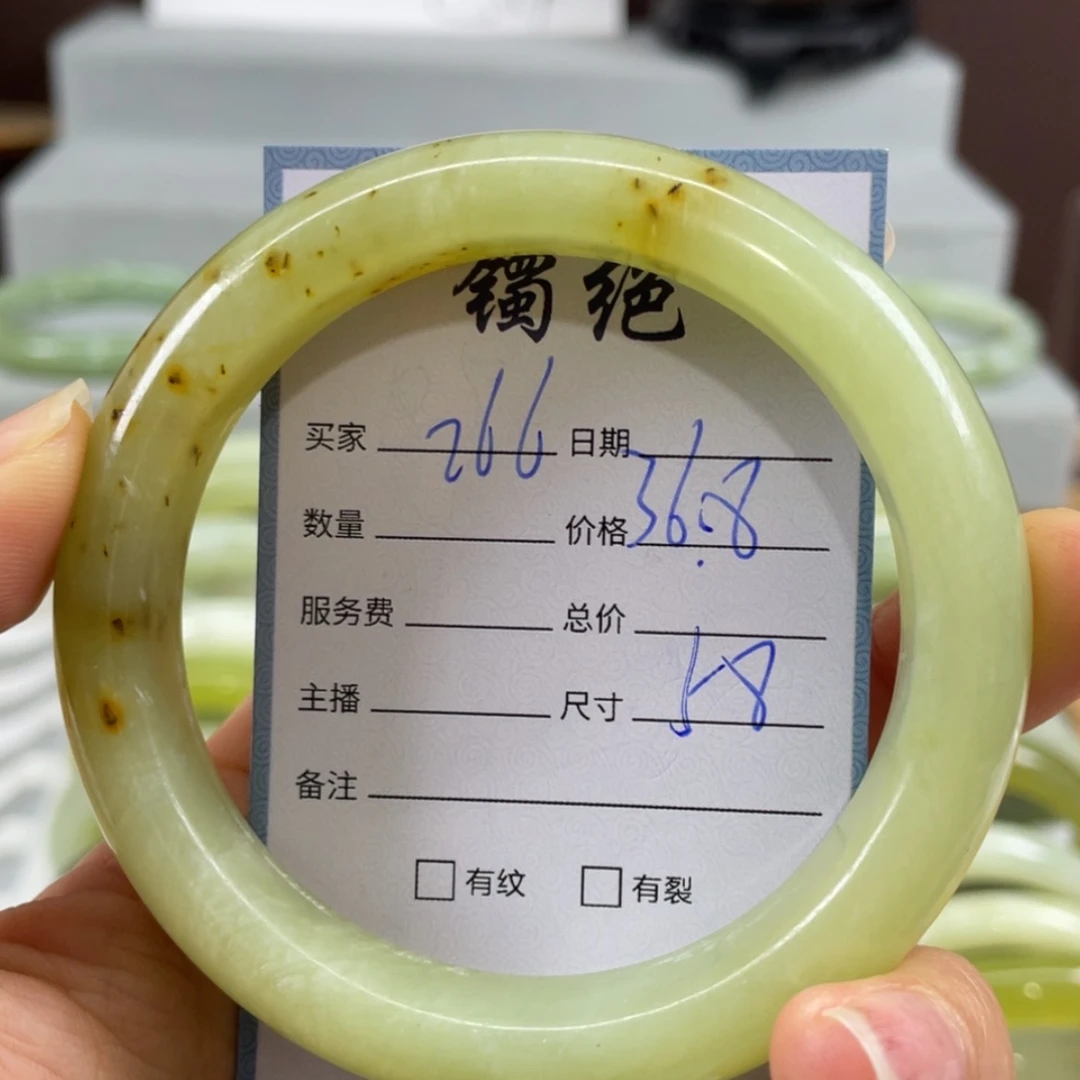 镯绝
买家 266 日期
数量 价格 36.8
服务费 总价
主播 尺寸 58
备注
有纹 有裂